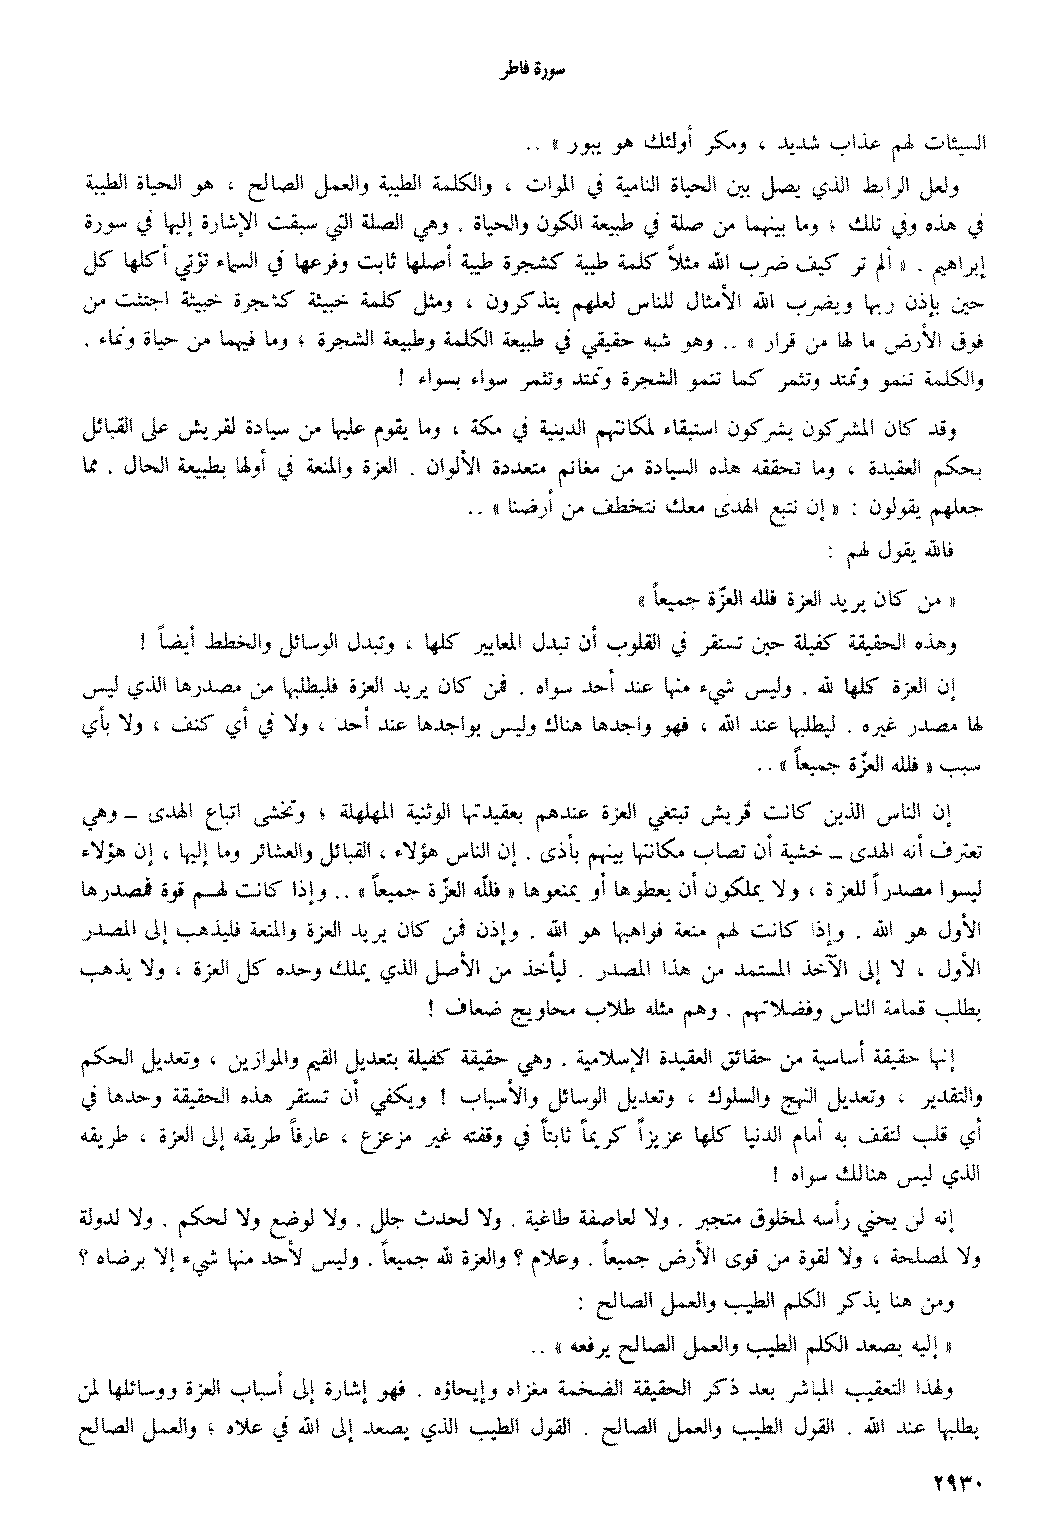 سورة فاطر
السيئات لهم عذاب شديد ، ومكر أولئك هو يبور » ..
ولعل الرابط الذي يصل بين الحياة النامية في الموات ، والكلمة الطيبة والعمل الصالح ، هو الحياة الطيبة
في هذه وفي تلك ؛ وما بينهما من صلة في طبيعة الكون والحياة . وهي الصلة التي سبقت الإشارة إليها في سورة
إبراهيم . « ألم تر كيف ضرب الله مثلاً كلمة طيبة كشجرة طيبة أصلها ثابت وفرعها في السماء تؤتي أكلها كل
حين بإذن ربها ويضرب الله الأمثال للناس لعلهم يتذكرون ، ومثل كلمة خبيثة كشجرة خبيثة اجتثت من
فوق الأرض ما لها من قرار » .. وهو شبه حقيقي في طبيعة الكلمة وطبيعة الشجرة ؛ وما فيهما من حياة ونماء .
والكلمة تنمو وتمتد وتثمر كما تنمو الشجرة وتمتد وتثمر سواء بسواء !
وقد كان المشركون يشركون استبقاء لمكانتهم الدينية في مكة ، وما يقوم عليها من سيادة لقريش على القبائل
بحكم العقيدة ، وما تحققه هذه السيادة من مغانم متعددة الألوان . العزة والمنعة في أولها بطبيعة الحال . مما
جعلهم يقولون : « إن نتبع الهدى معك نتخطف من أرضنا » ..
فالله يقول لهم :
« من كان يريد العزة فلله العزّة جميعاً »
وهذه الحقيقة كفيلة حين تستقر في القلوب أن تبدل المعايير كلها ، وتبدل الوسائل والخطط أيضاً !
إن العزة كلها لله . وليس شيء منها عند أحد سواه . فمن كان يريد العزة فليطلبها من مصدرها الذي ليس
لها مصدر غيره . ليطلبها عند الله ، فهو واجدها هناك وليس بواجدها عند أحد ، ولا في أي كنف ، ولا بأي
سبب « فلله العزّة جميعاً » ..
إن الناس الذين كانت قريش تبتغي العزة عندهم بعقيدتها الوثنية المهلهلة ؛ وتخشى اتباع الهدى ــ وهي
تعترف أنه الهدى ــ خشية أن تصاب مكانتها بينهم بأذى . إن الناس هؤلاء ، القبائل والعشائر وما إليها ، إن هؤلاء
ليسوا مصدراً للعزة ، ولا يملكون أن يعطوها أو يمنعوها « فللّه العزّة جميعاً » .. وإذا كانت لهم قوة فمصدرها
الأول هو الله . وإذا كانت لهم منعة فواهبها هو الله . وإذن فمن كان يريد العزة والمنعة فليذهب إلى المصدر
الأول ، لا إلى الآخذ المستمد من هذا المصدر . ليأخذ من الأصل الذي يملك وحده كل العزة ، ولا يذهب
يطلب قمامة الناس وفضلاتهم . وهم مثله طلاب محاويج ضعاف !
إنها حقيقة أساسية من حقائق العقيدة الإسلامية . وهي حقيقة كفيلة بتعديل القيم والموازين ، وتعديل الحكم
والتقدير ، وتعديل النهج والسلوك ، وتعديل الوسائل والأسباب ! ويكفي أن تستقر هذه الحقيقة وحدها في
أي قلب لتقف به أمام الدنيا كلها عزيزاً كريماً ثابتاً في وقفته غير مزعزع ، عارفاً طريقه إلى العزة ، طريقه
الذي ليس هنالك سواه !
إنه لن يحني رأسه لمخلوق متجبر . ولا لعاصفة طاغية . ولا لحدث جلل . ولا لوضع ولا لحكم . ولا لدولة
ولا لمصلحة ، ولا لقوة من قوى الأرض جميعاً . وعلام ؟ والعزة لله جميعاً . وليس لأحد منها شيء إلا برضاه ؟
ومن هنا يذكر الكلم الطيب والعمل الصالح :
« إليه يصعد الكلم الطيب والعمل الصالح يرفعه » ..
ولهذا التعقيب المباشر بعد ذكر الحقيقة الضخمة مغزاه وإيحاؤه . فهو إشارة إلى أسباب العزة ووسائلها لمن
يطلبها عند الله . القول الطيب والعمل الصالح . القول الطيب الذي يصعد إلى الله في علاه ؛ والعمل الصالح
٢٩٣٠